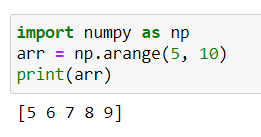 import numpy as np
arr = np.arange(5, 10)
print(arr)
[5 6 7 8 9]